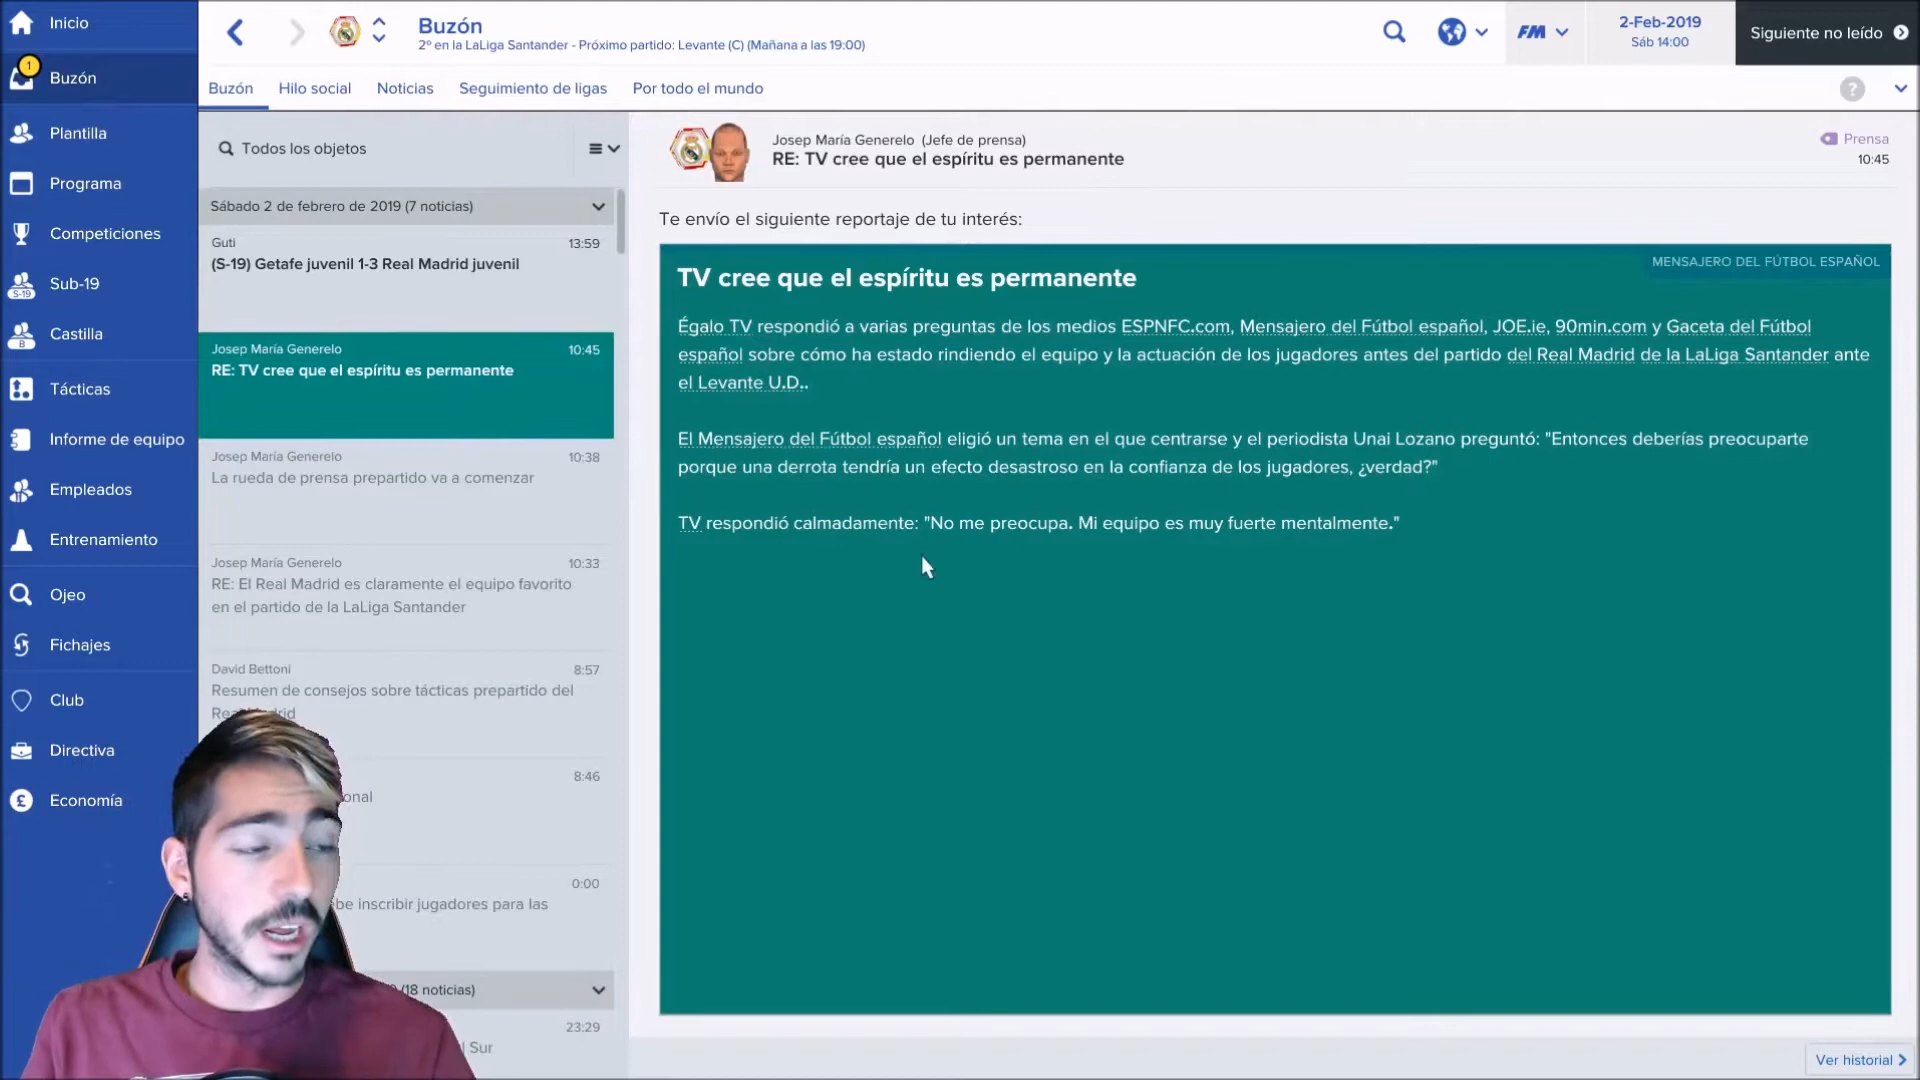 Inicio
1
Buzón
Plantilla
Programa
Competiciones
S-19
Sub-19
B
Castilla
Tácticas
Informe de equipo
Empleados
Entrenamiento
Ojeo
Fichajes
Club
Directiva
£
Economía
Buzón
2º en la LaLiga Santander - Próximo partido: Levante (C) (Mañana a las 19:00)
FM
2-Feb-2019
Sáb 14:00
Siguiente no leído
Buzón
Hilo social
Noticias
Seguimiento de ligas
Por todo el mundo
?
Todos los objetos
Sábado 2 de febrero de 2019 (7 noticias)
Guti 13:59
(S-19) Getafe juvenil 1-3 Real Madrid juvenil
Josep María Generelo 10:45
RE: TV cree que el espíritu es permanente
Josep María Generelo 10:38
La rueda de prensa prepartido va a comenzar
Josep María Generelo 10:33
RE: El Real Madrid es claramente el equipo favorito
en el partido de la LaLiga Santander
David Bettoni 8:57
Resumen de consejos sobre tácticas prepartido del
8:46
onal
0:00
be inscribir jugadores para las
(18 noticias)
23:29
Sur
Josep María Generelo (Jefe de prensa)
RE: TV cree que el espíritu es permanente
Prensa
10:45
Te envío el siguiente reportaje de tu interés:
MENSAJERO DEL FÚTBOL ESPAÑOL
TV cree que el espíritu es permanente
Égalo TV respondió a varias preguntas de los medios ESPNFC.com, Mensajero del Fútbol español, JOE.ie, 90min.com y Gaceta del Fútbol
español sobre cómo ha estado rindiendo el equipo y la actuación de los jugadores antes del partido del Real Madrid de la LaLiga Santander ante
el Levante U.D..
El Mensajero del Fútbol español eligió un tema en el que centrarse y el periodista Unai Lozano preguntó: "Entonces deberías preocuparte
porque una derrota tendría un efecto desastroso en la confianza de los jugadores, ¿verdad?"
TV respondió calmadamente: "No me preocupa. Mi equipo es muy fuerte mentalmente."
Ver historial